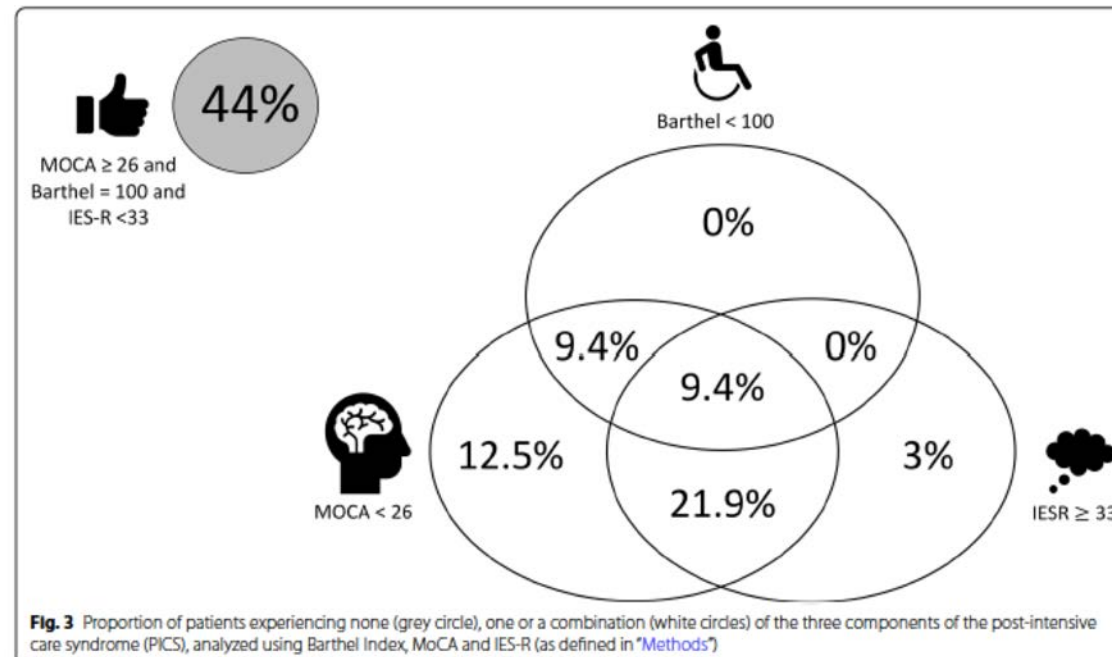 44%
MOCA ≥ 26 and
Barthel = 100 and
IES-R <33
Barthel < 100
0%
9.4%
0%
9.4%
12.5%
3%
21.9%
MOCA < 26
IESR ≥ 33
Fig. 3 Proportion of patients experiencing none (grey circle), one or a combination (white circles) of the three components of the post-intensive
care syndrome (PICS), analyzed using Barthel Index, MoCA and IES-R (as defined in “Methods”)